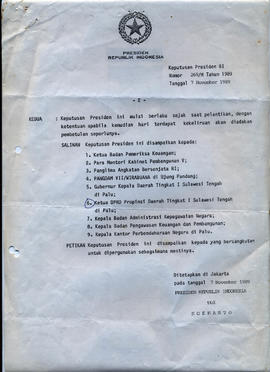 PRESIDEN
REPUBLIK INDONESIA
Keputusan Presiden RI
Nomor 260/M Tahun 1989
Tanggal 7 November 1989
- 2 -
KEDUA : Keputusan Presiden ini mulai berlaku sejak saat pelantikan, dengan
ketentuan apabila kemudian hari terdapat kekeliruan akan diadakan
pembetulan seperlunya.
SALINAN Keputusan Presiden ini disampaikan kepada:
1. Ketua Badan Pemeriksa Keuangan;
2. Para Menteri Kabinet Pembangunan V;
3. Panglima Angkatan Bersenjata RI;
4. PANGDAM VII/WIRABUANA di Ujung Pandang;
5. Gubernur Kepala Daerah Tingkat I Sulawesi Tengah
di Palu;
6. Ketua DPRD Propinsi Daerah Tingkat I Sulawesi Tengah
di Palu;
7. Kepala Badan Administrasi Kepegawaian Negara;
8. Kepala Badan Pengawasan Keuangan dan Pembangunan;
9. Kepala Kantor Perbendaharaan Negara di Palu.
PETIKAN Keputusan Presiden ini disampaikan kepada yang bersangkutan
untuk dipergunakan sebagaimana mestinya.
Ditetapkan di Jakarta
pada tanggal 7 November 1989
PRESIDEN REPUBLIK INDONESIA
ttd
SOEHARTO